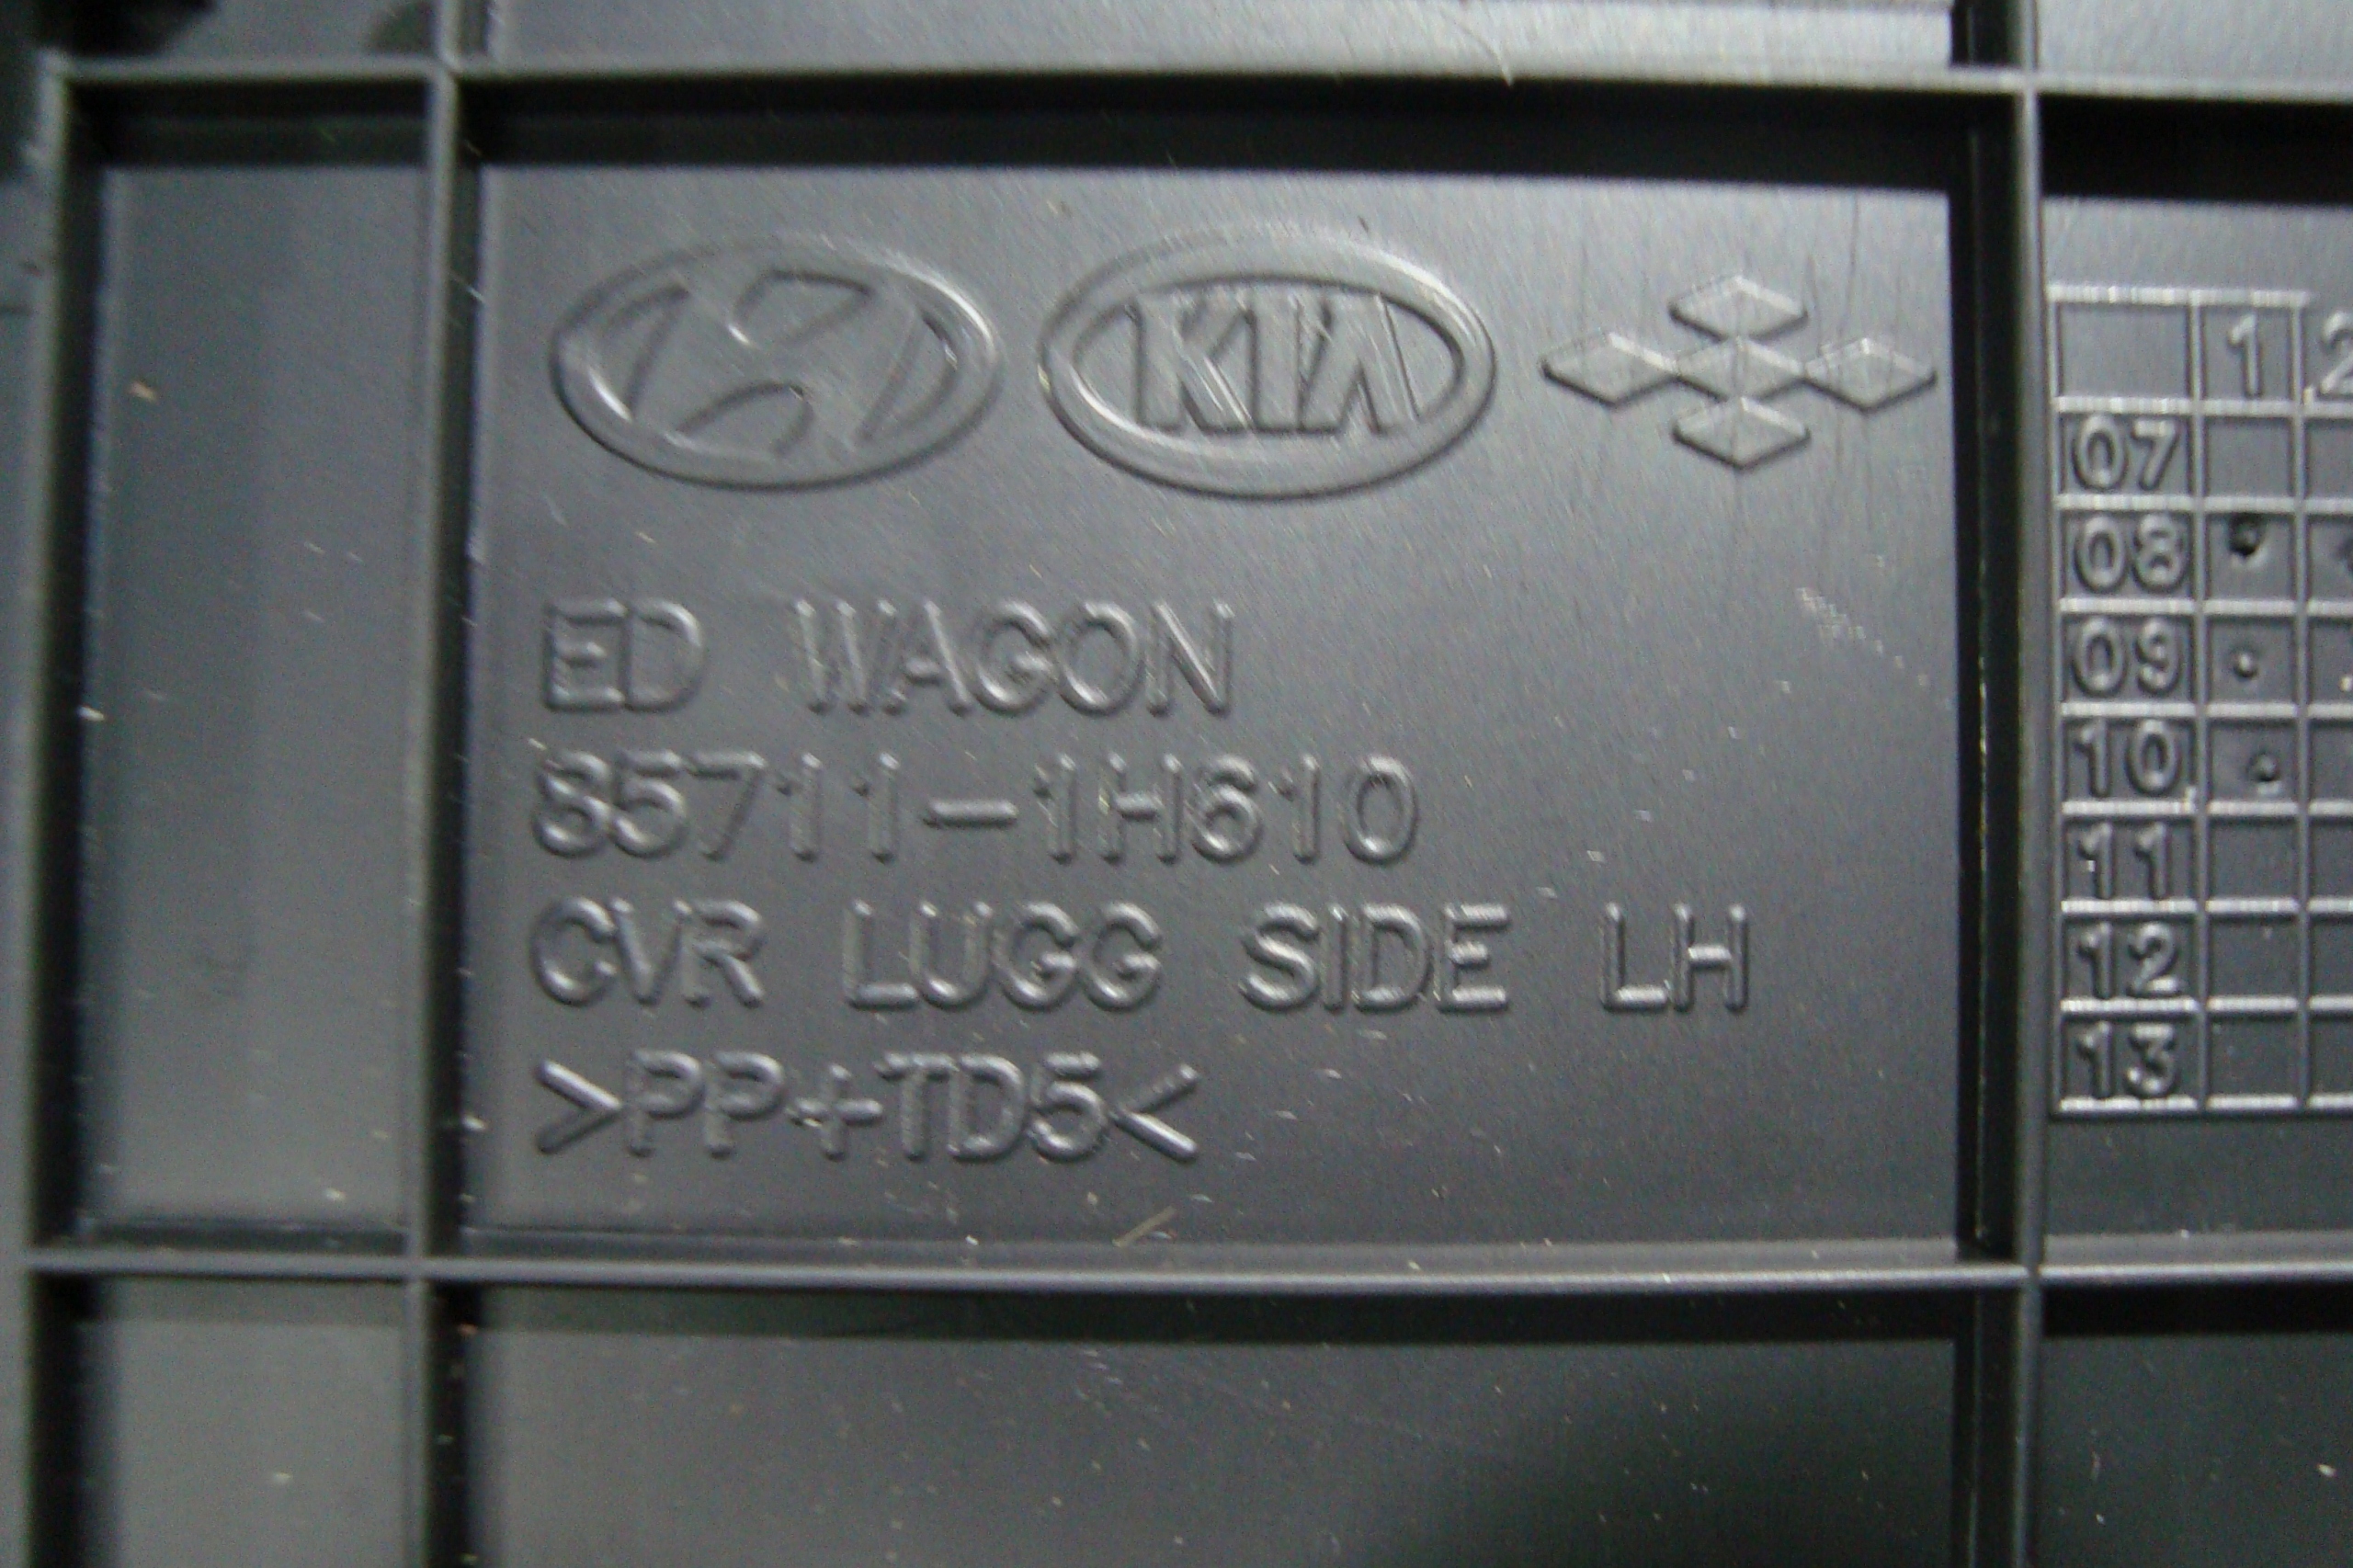 KIA
ED WAGON
85711-1H610
CVR LUGG SIDE LH
>PP+TD5<
1 2
07
08
09
10
11
12
13